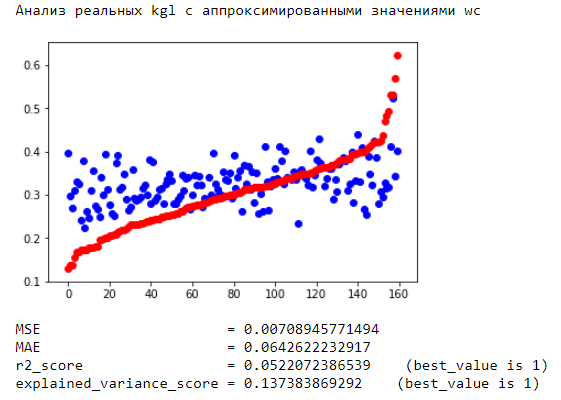 Анализ реальных kgl с аппроксимированными значениями wc
0.6
0.5
0.4
0.3
0.2
0.1
0 20 40 60 80 100 120 140 160
MSE = 0.00708945771494
MAE = 0.0642622232917
r2_score = 0.0522072386539 (best_value is 1)
explained_variance_score = 0.137383869292 (best_value is 1)